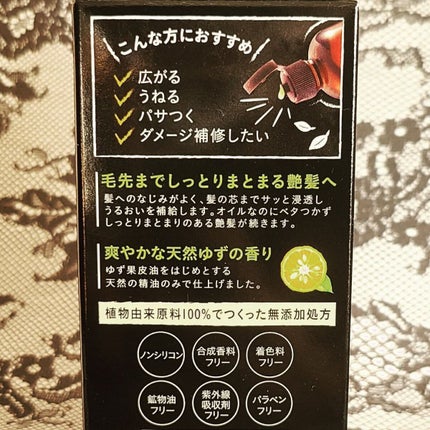 こんな方におすすめ
広がる
うねる
パサつく
ダメージ補修したい
毛先までしっとりまとまる艶髪へ
髪へのなじみがよく、髪の芯までサッと浸透し
うるおいを補給します。オイルなのにベタつかず
しっとりまとまりのある艶髪が続きます。
爽やかな天然ゆずの香り
ゆず果皮油をはじめとする
天然の精油のみで仕上げました。
植物由来原料100%でつくった無添加処方
ノンシリコン
合成香料
フリー
着色料
フリー
鉱物油
フリー
紫外線
吸収剤
フリー
パラベン
フリー